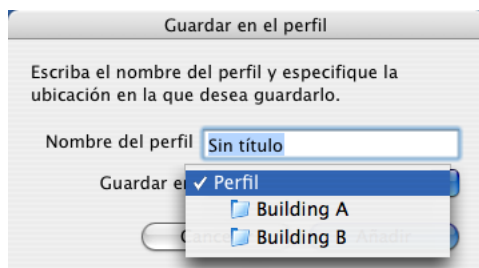 Guardar en el perfil
Escriba el nombre del perfil y especifique la
ubicación en la que desea guardarlo.
Nombre del perfil Sin título
Guardar en ✓ Perfil
Building A
Building B
Añadir